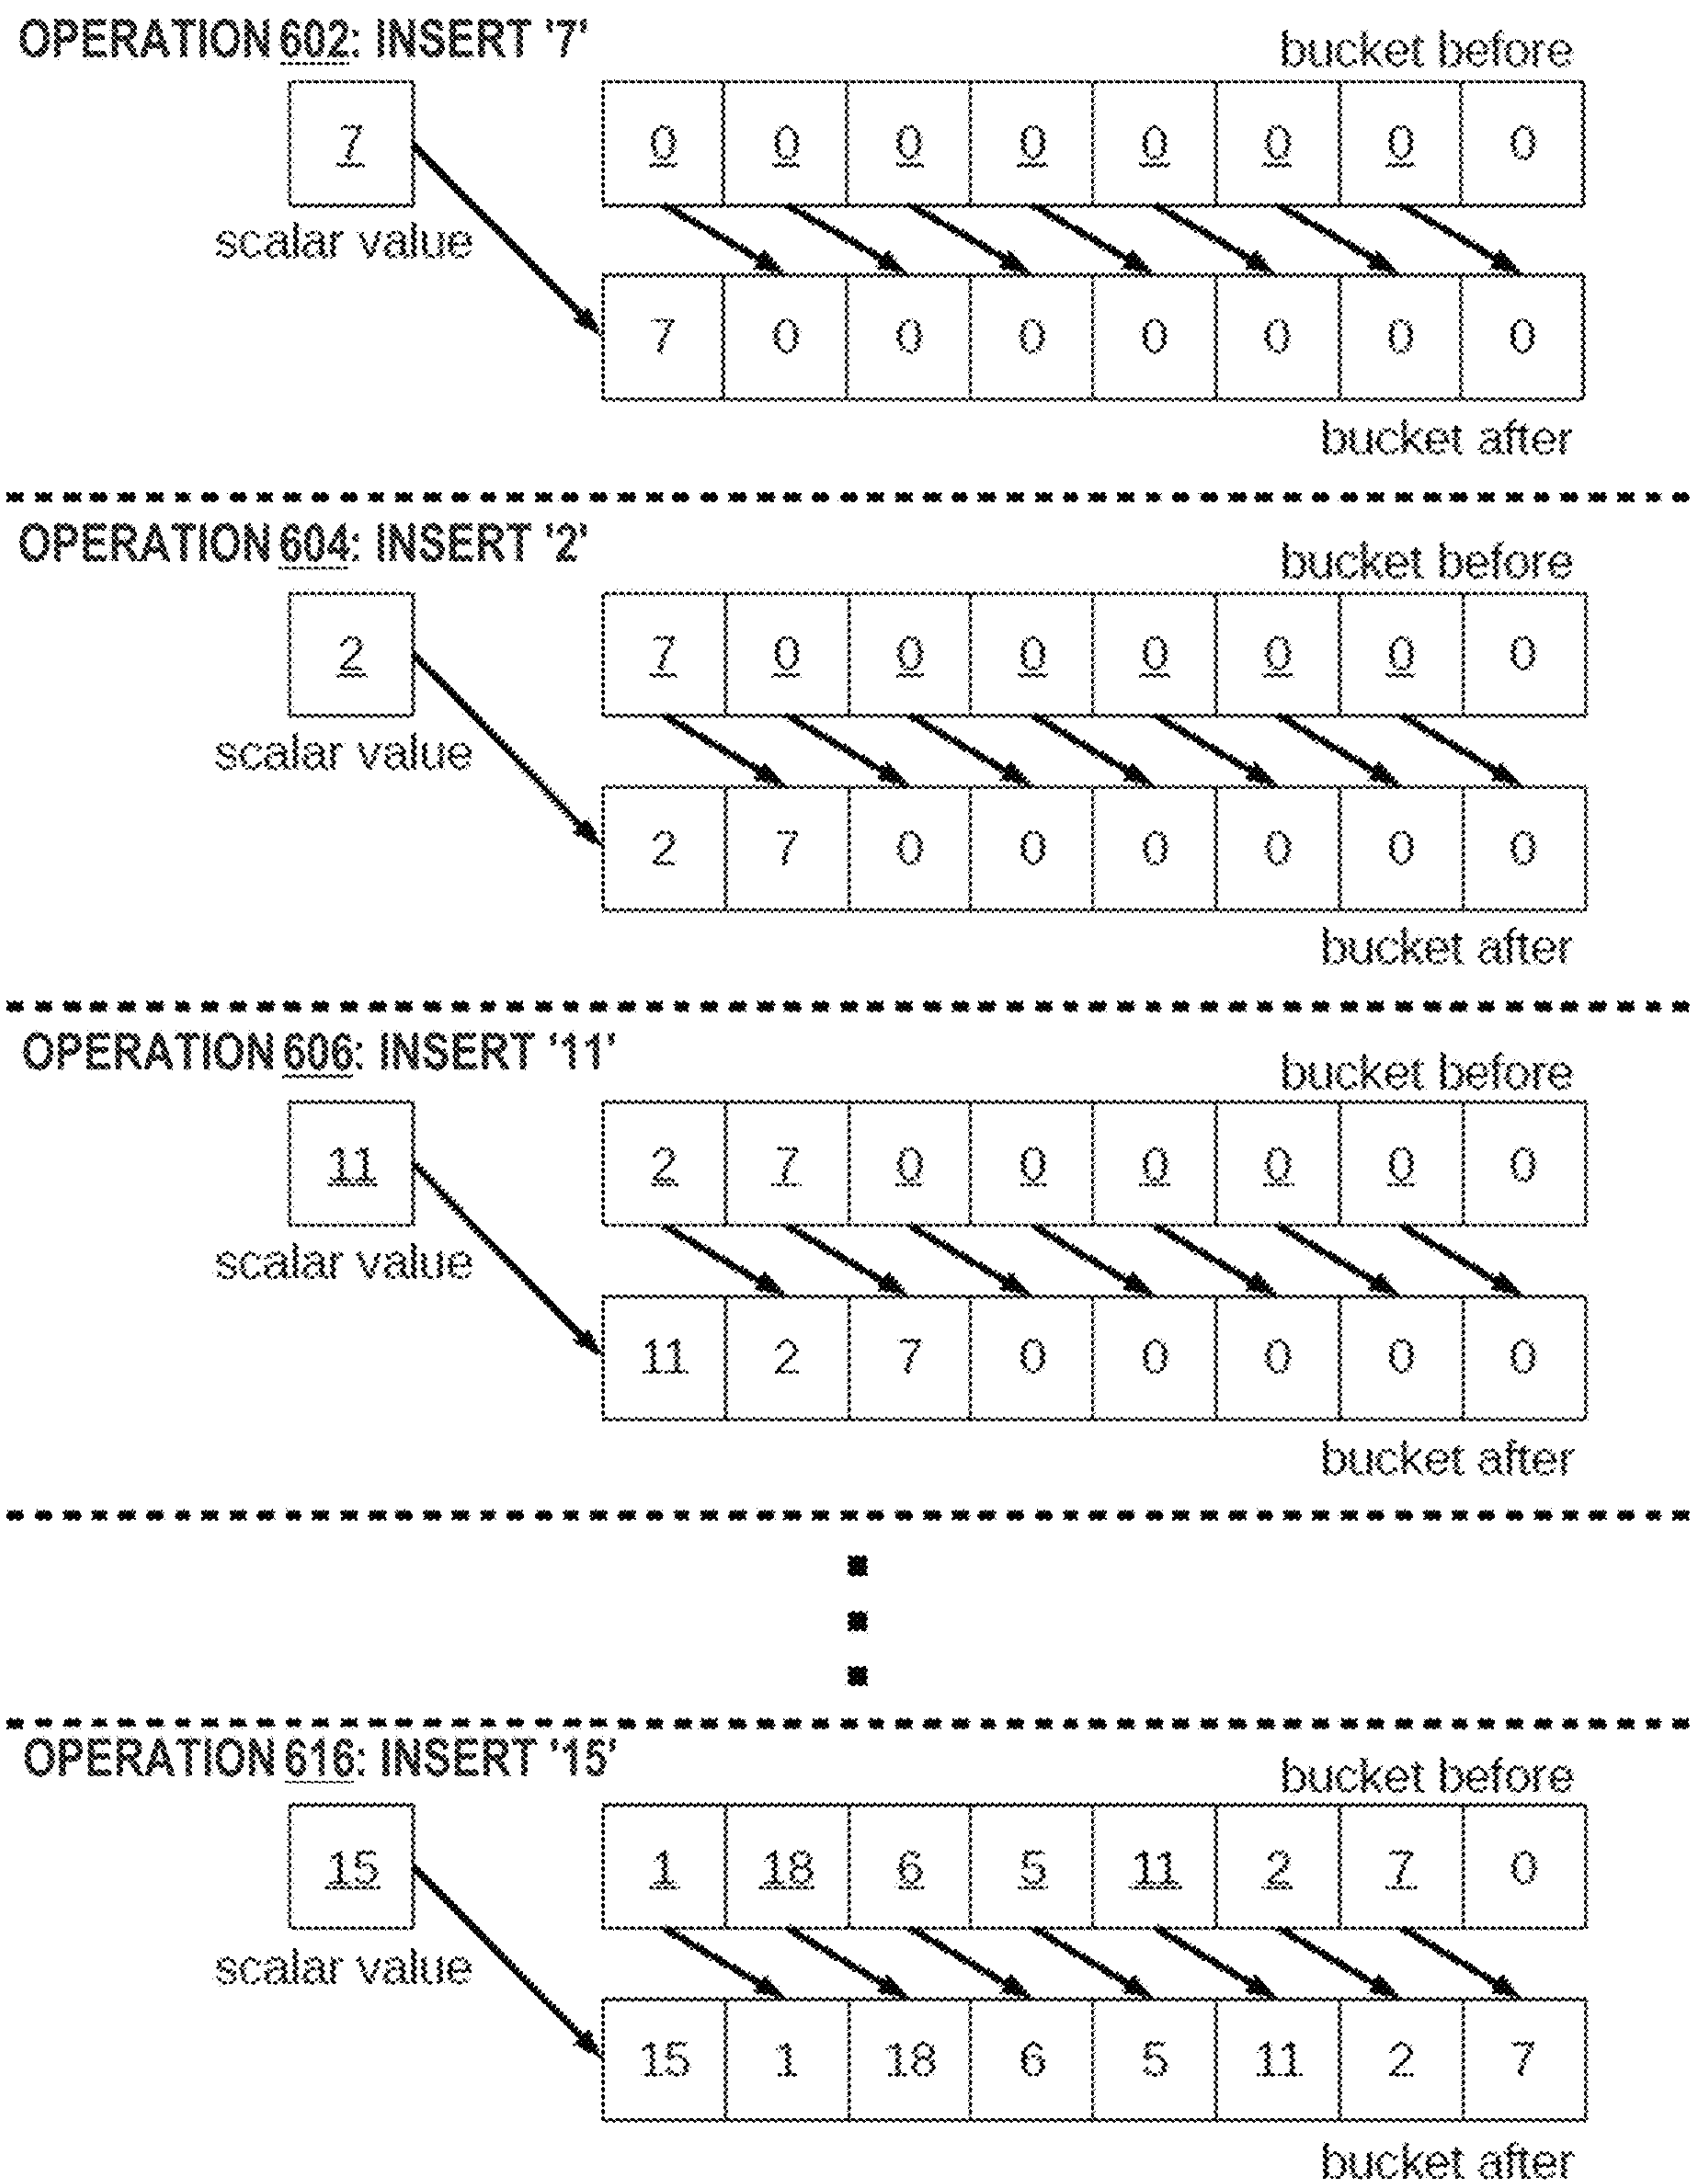 OPERATION 602: INSERT '7'
bucket before
7 0 0 0 0 0 0 0 0
scalar value
7 0 0 0 0 0 0 0
bucket after
OPERATION 604: INSERT '2'
bucket before
2 7 0 0 0 0 0 0 0
scalar value
2 7 0 0 0 0 0 0
bucket after
OPERATION 606: INSERT '11'
bucket before
11 2 7 0 0 0 0 0 0
scalar value
11 2 7 0 0 0 0 0
bucket after
OPERATION 616: INSERT '15'
bucket before
15 1 18 6 5 11 2 7 0
scalar value
15 1 18 6 5 11 2 7
bucket after